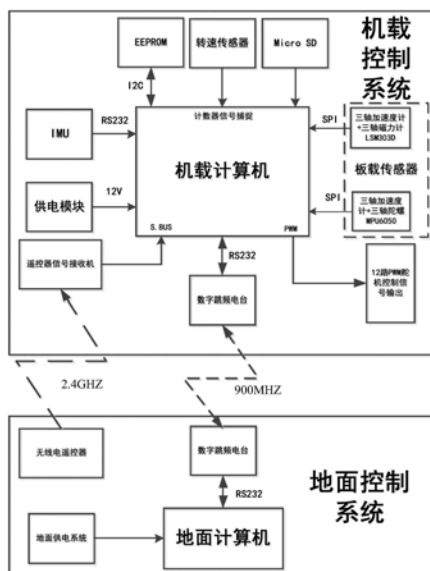 机载
控制
系统
EEPROM
转速传感器
Micro SD
I2C
计数器信号捕捉
SPI
三轴加速度计
+三轴磁力计
LSM303D
IMU
RS232
机载计算机
板载传感器
供电模块
12V
SPI
三轴加速度
计+三轴陀螺
MPU6050
S.BUS
PWM
遥控器信号接收机
RS232
12路PWM舵
机控制信
号输出
数字跳频电台
2.4GHZ
900MHZ
无线电遥控器
数字跳频电台
RS232
地面控制
系统
地面供电系统
地面计算机